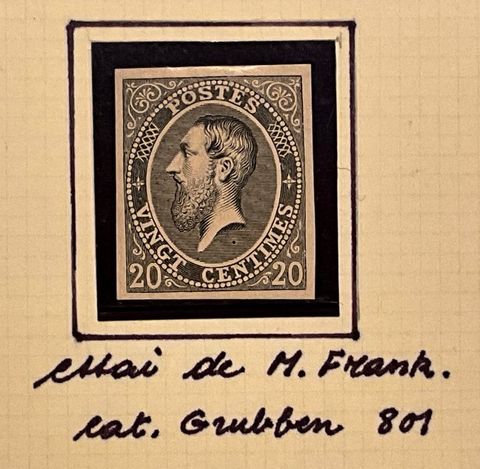 POSTES
VINGT CENTIMES
20 20
essai de M. Frank.
cat. Grubben 801